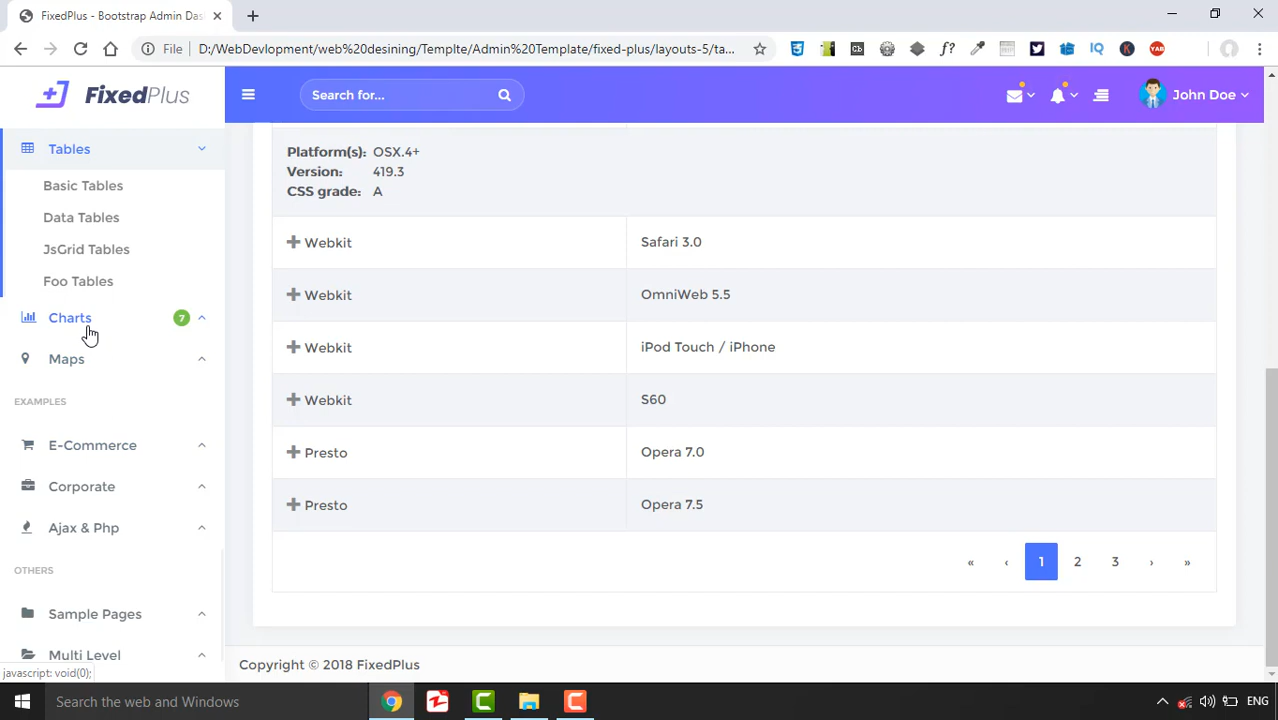 FixedPlus - Bootstrap Admin Das
File D:/WebDevlopment/web%20desining/Templte/Admin%20Template/fixed-plus/layouts-5/ta...
FixedPlus
Search for...
John Doe
Tables
Basic Tables
Data Tables
JsGrid Tables
Foo Tables
Charts 7
Maps
EXAMPLES
E-Commerce
Corporate
Ajax & Php
OTHERS
Sample Pages
Multi Level
javascript: void(0);
Platform(s): OSX.4+
Version: 419.3
CSS grade: A
Webkit Safari 3.0
Webkit OmniWeb 5.5
Webkit iPod Touch / iPhone
Webkit S60
Presto Opera 7.0
Presto Opera 7.5
« ‹ 1 2 3 › »
Copyright © 2018 FixedPlus
Search the web and Windows
ENG